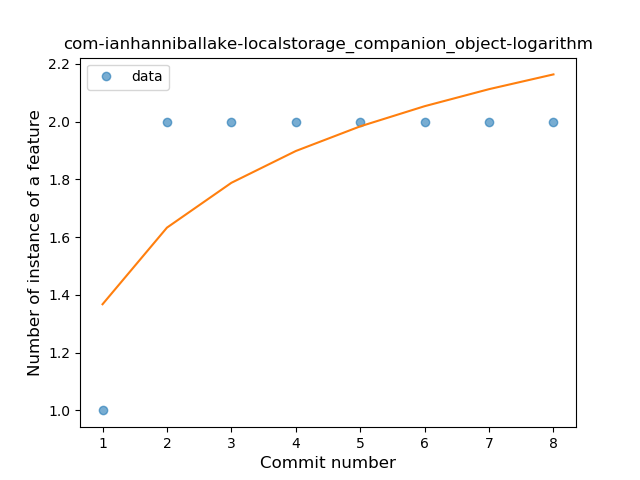 com-ianhanniballake-localstorage_companion_object-logarithm
data
Number of instance of a feature
2.2
2.0
1.8
1.6
1.4
1.2
1.0
1 2 3 4 5 6 7 8
Commit number